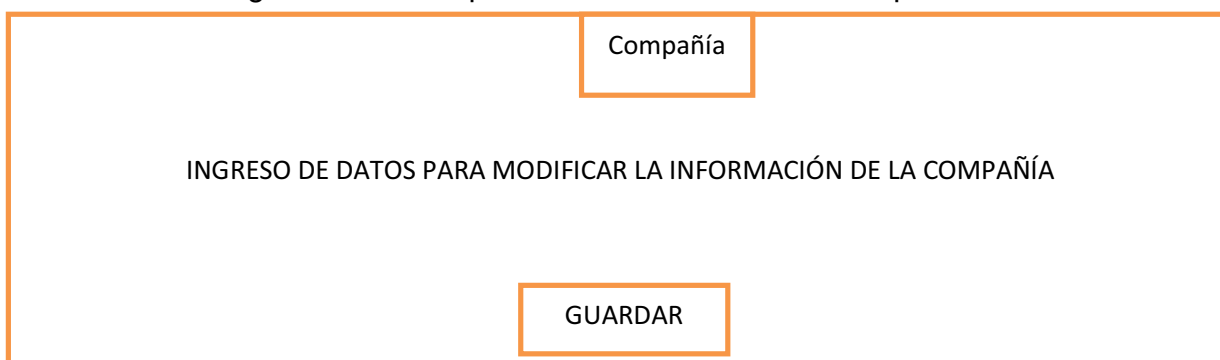 Compañía
INGRESO DE DATOS PARA MODIFICAR LA INFORMACIÓN DE LA COMPAÑÍA
GUARDAR